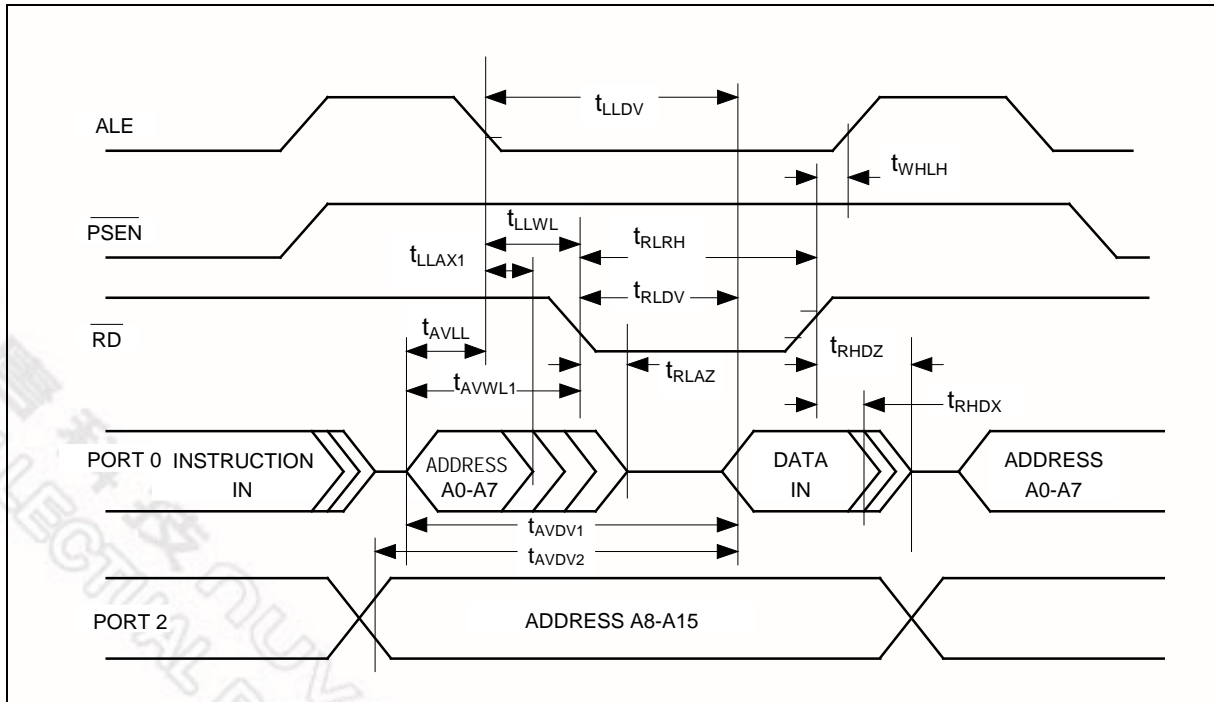 ALE
tLLDV
tWHLH
PSEN
tLLWL
tLLAX1
tRLRH
tRLDV
RD
tAVLL
tAVWL1
tRLAZ
tRHDZ
tRHDX
PORT 0
INSTRUCTION
IN
ADDRESS
A0-A7
DATA
IN
ADDRESS
A0-A7
tAVDV1
tAVDV2
PORT 2
ADDRESS A8-A15